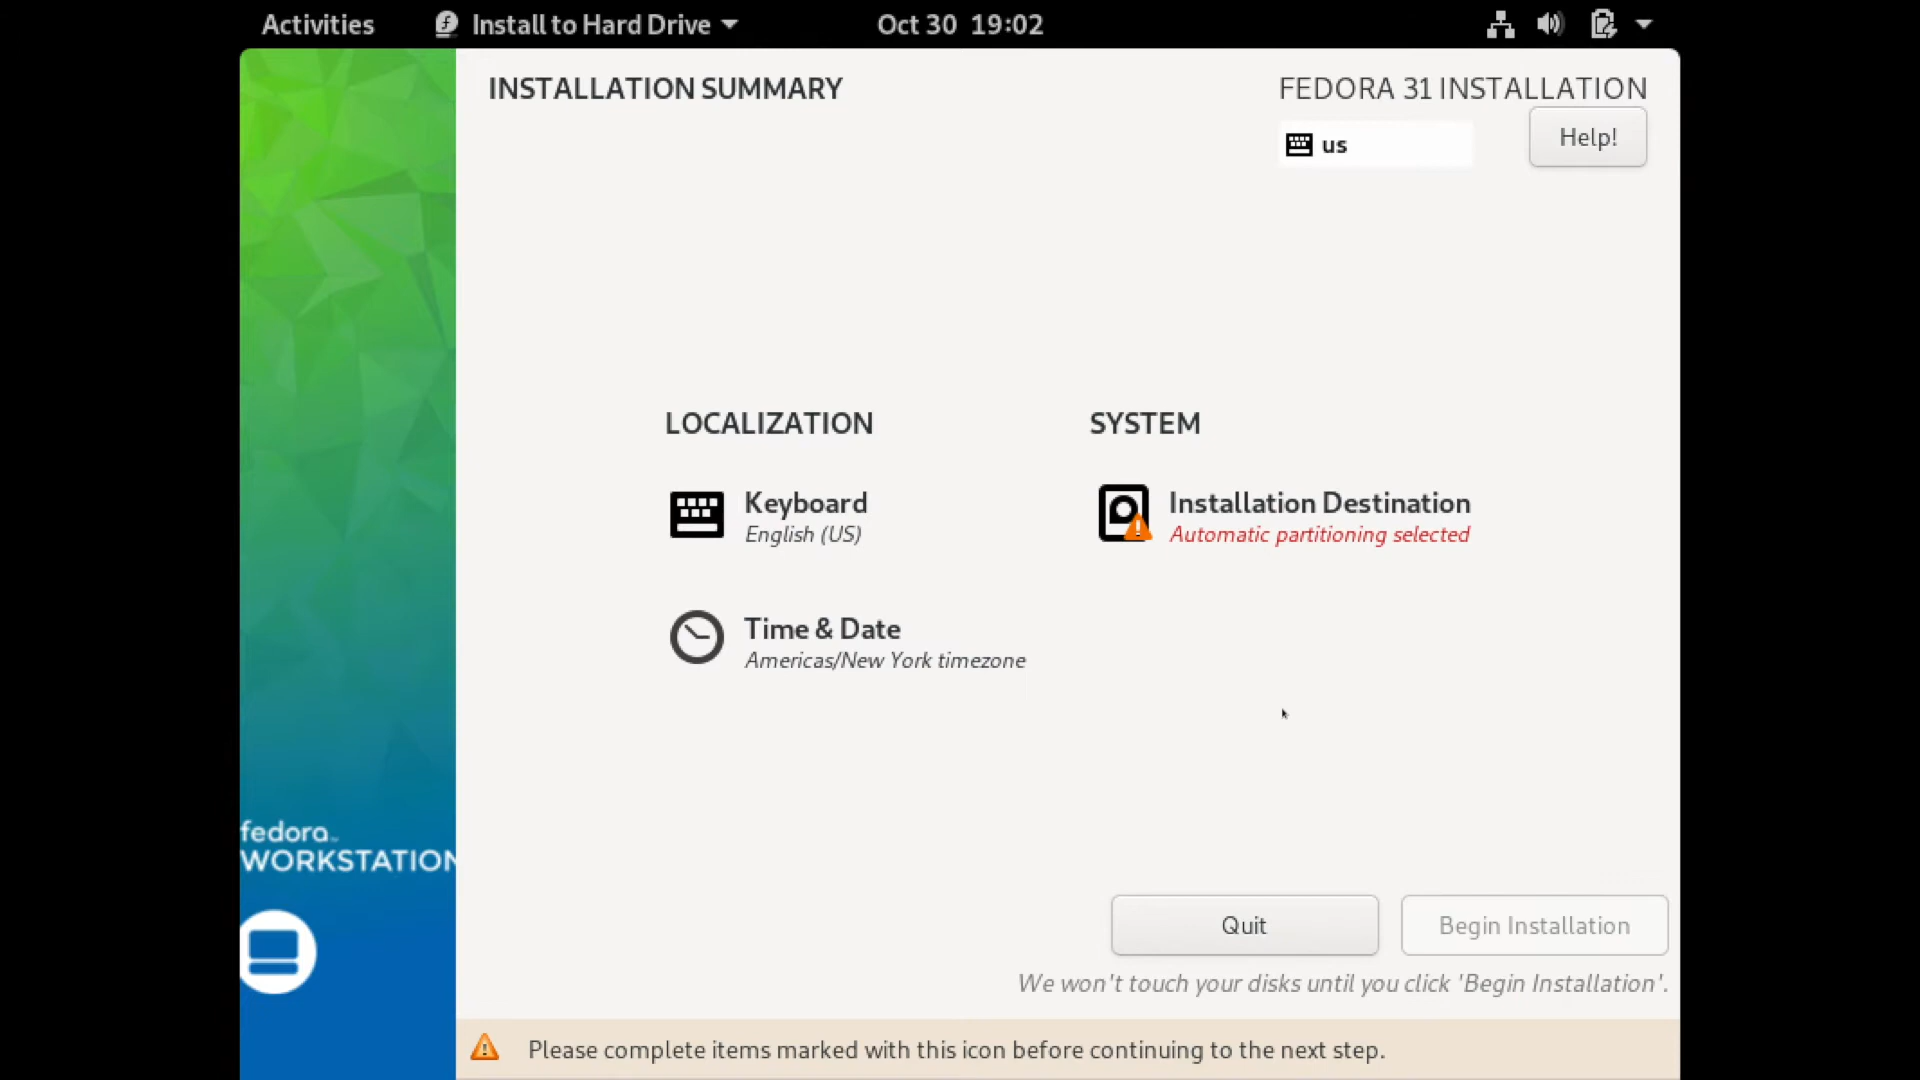 Activities
Install to Hard Drive
Oct 30 19:02
INSTALLATION SUMMARY
FEDORA 31 INSTALLATION
us
Help!
LOCALIZATION
SYSTEM
Keyboard
English (US)
Installation Destination
Automatic partitioning selected
Time & Date
Americas/New York timezone
fedora™
WORKSTATION
Quit
Begin Installation
We won't touch your disks until you click 'Begin Installation'.
Please complete items marked with this icon before continuing to the next step.